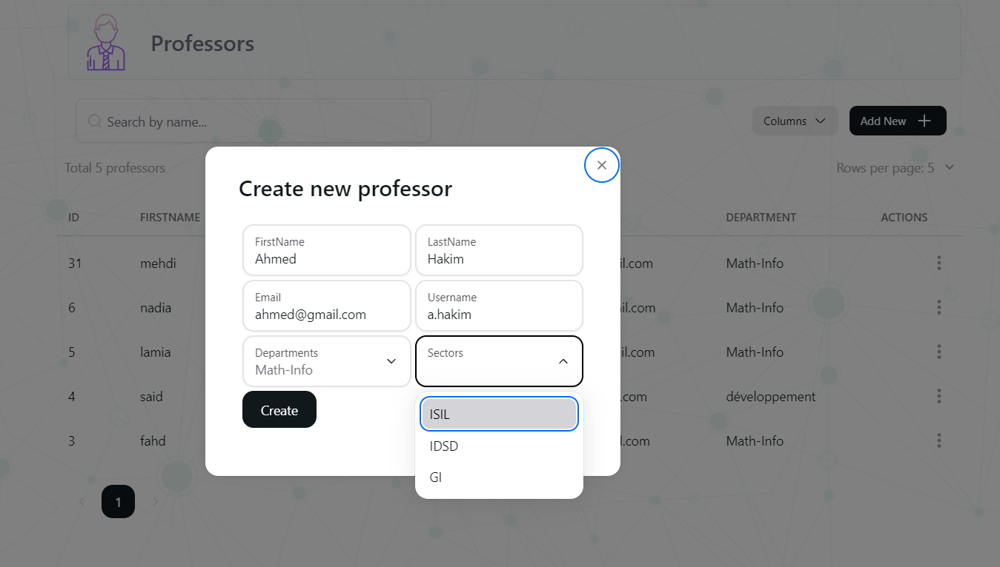 Professors
Search by name...
Columns
Add New
Total 5 professors
Rows per page: 5
Create new professor
FirstName
Ahmed
LastName
Hakim
Email
ahmed@gmail.com
Username
a.hakim
Departments
Math-Info
Sectors
ISIL
IDSD
GI
Create
ID FIRSTNAME DEPARTMENT ACTIONS
31 mehdi il.com Math-Info
6 nadia il.com Math-Info
5 lamia l.com Math-Info
4 said .com développement
3 fahd l.com Math-Info
1